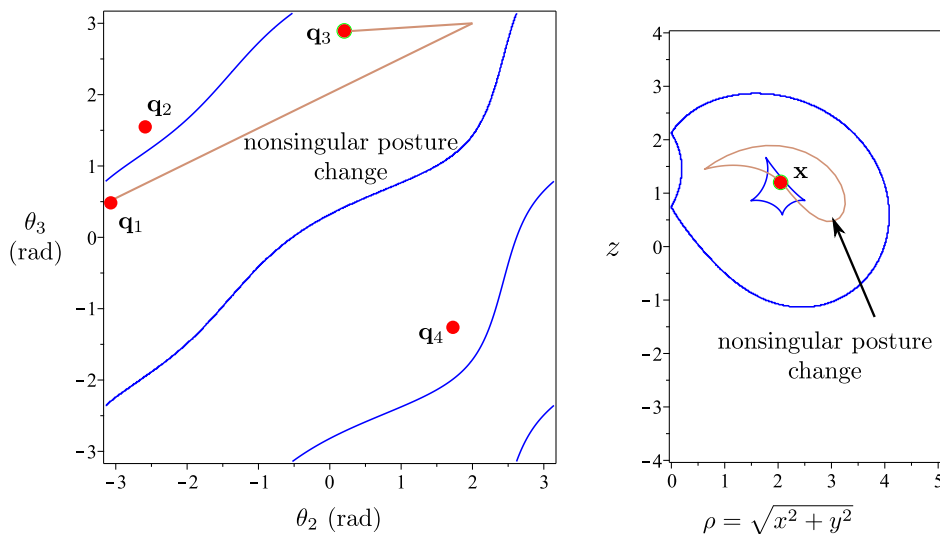 3
2
1
0
−1
−2
−3
θ₃
(rad)
q₃
q₂
nonsingular posture
change
q₁
q₄
−3 −2 −1 0 1 2 3
θ₂ (rad)
4
3
2
1
0
−1
−2
−3
−4
z
x
nonsingular posture
change
0 1 2 3 4 5
ρ = √x² + y²